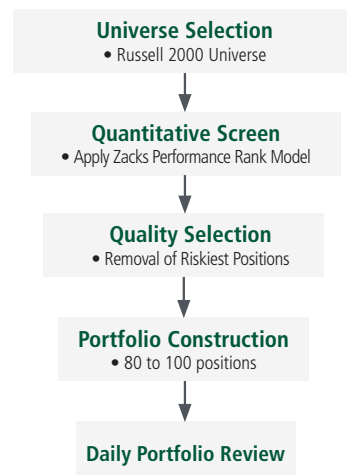 Universe Selection
• Russell 2000 Universe
Quantitative Screen
• Apply Zacks Performance Rank Model
Quality Selection
• Removal of Riskiest Positions
Portfolio Construction
• 80 to 100 positions
Daily Portfolio Review